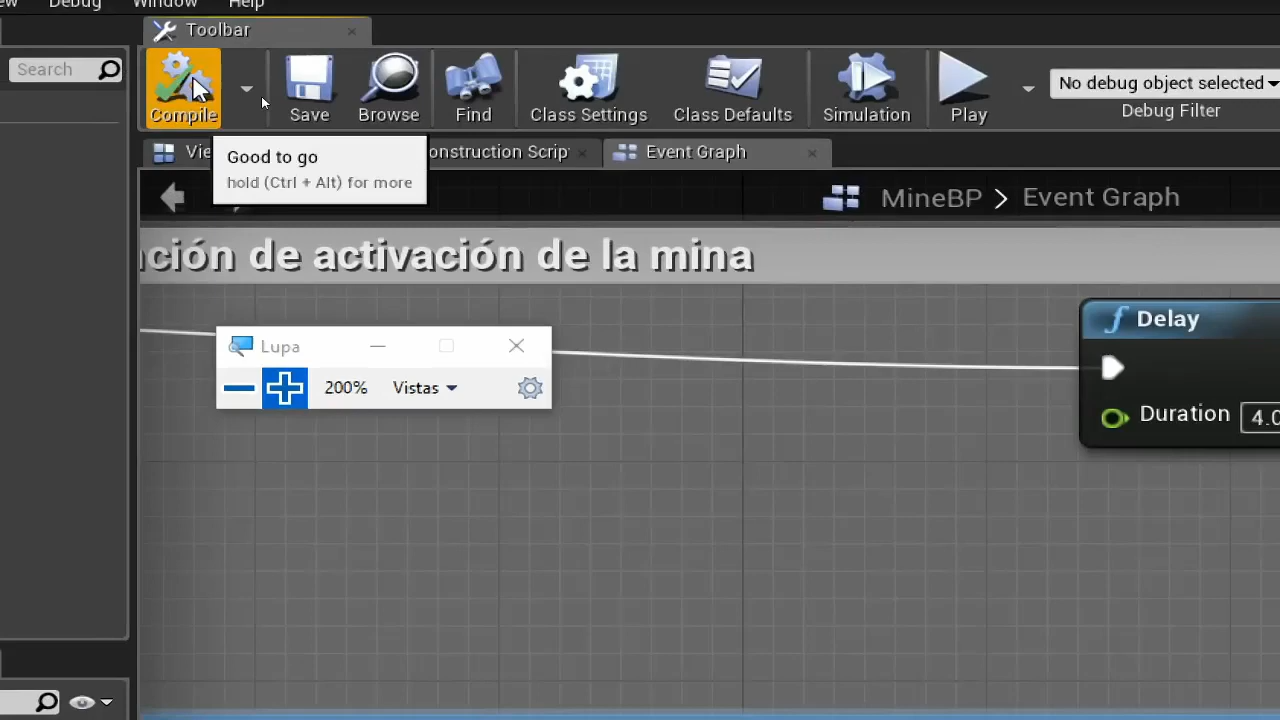 Debug Window Help
Toolbar
Search
Compile Save Browse Find Class Settings Class Defaults Simulation Play
No debug object selected
Debug Filter
Good to go
hold (Ctrl + Alt) for more
onstruction Scrip
Event Graph
MineBP > Event Graph
ción de activación de la mina
Lupa
200% Vistas
Delay
Duration 4.0